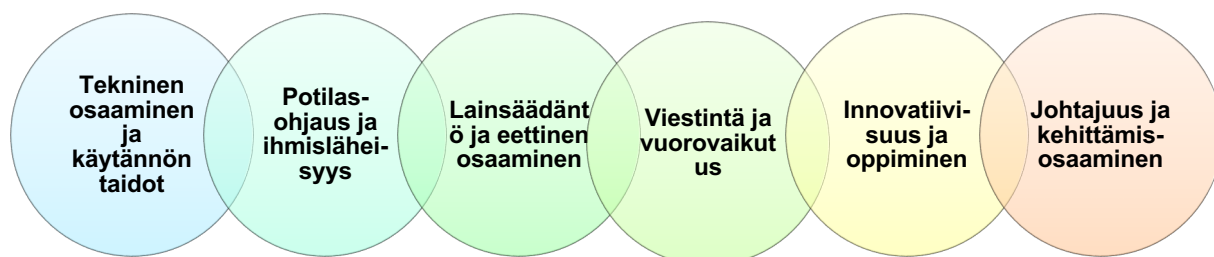 Tekninen
osaaminen
ja
käytännön
taidot
Potilas-
ohjaus ja
ihmislähei-
syys
Lainsäädänt
ö ja eettinen
osaaminen
Viestintä ja
vuorovaikut
us
Innovatiivi-
suus ja
oppiminen
Johtajuus ja
kehittämis-
osaaminen